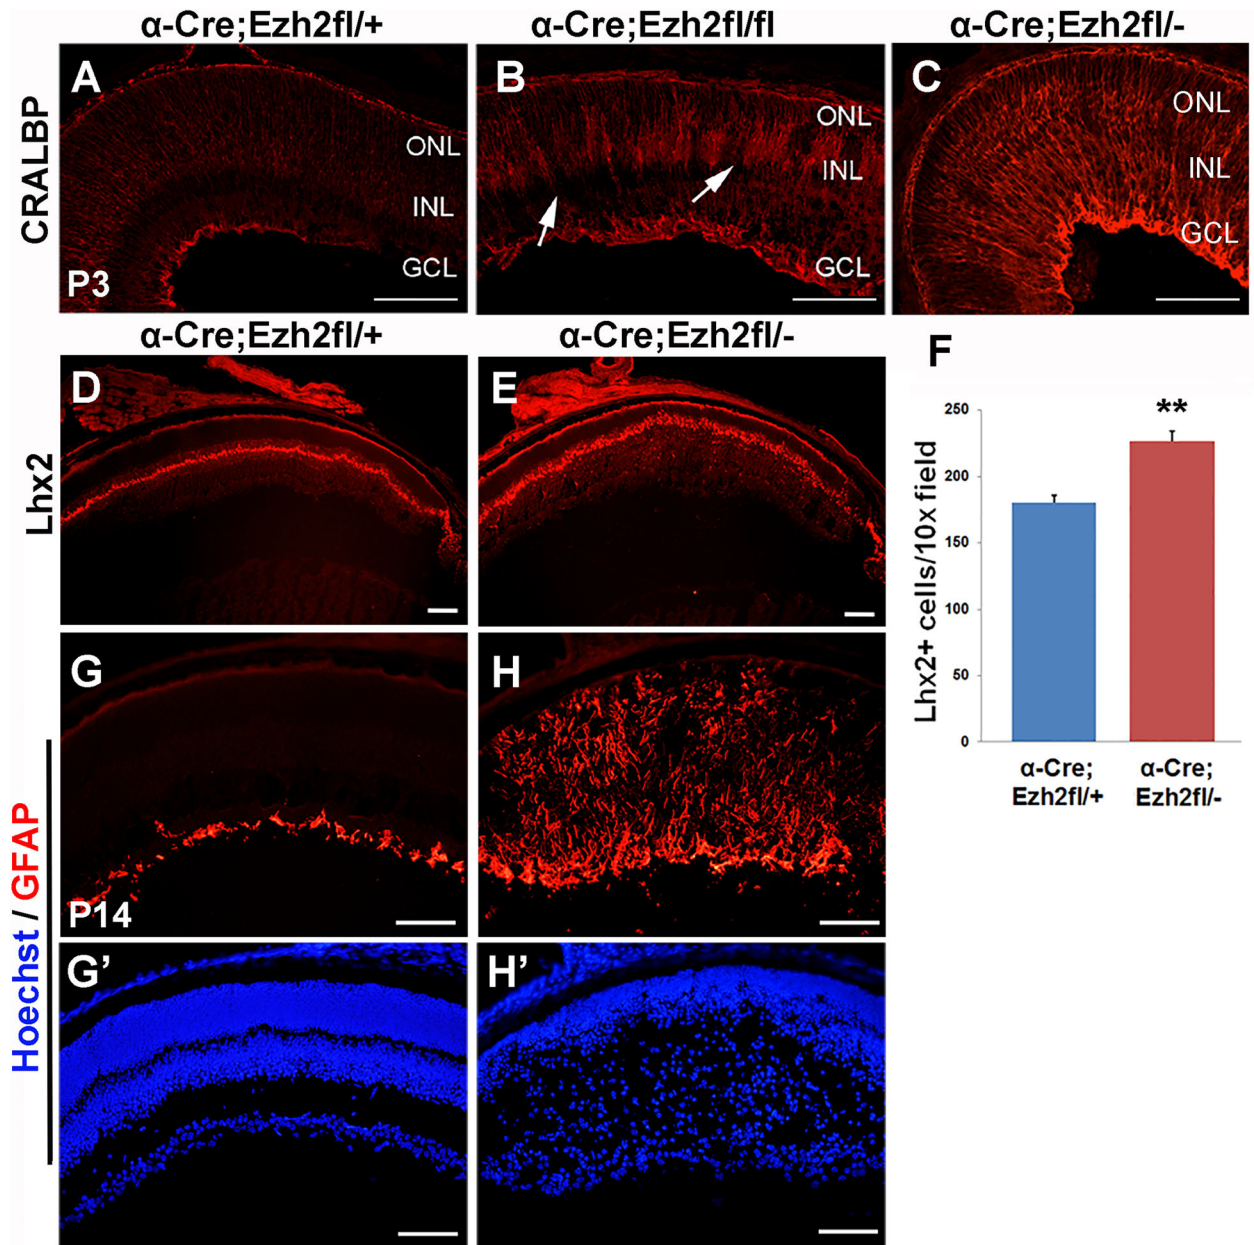 α-Cre;Ezh2fl/+
α-Cre;Ezh2fl/fl
α-Cre;Ezh2fl/-
CRALBP
A
ONL
INL
GCL
P3
B
ONL
INL
GCL
C
ONL
INL
GCL
α-Cre;Ezh2fl/+
α-Cre;Ezh2fl/-
Lhx2
D
E
F
Lhx2+ cells/10x field
250
200
150
100
50
0
**
α-Cre;
Ezh2fl/+
α-Cre;
Ezh2fl/-
Hoechst / GFAP
G
P14
H
G’
H’